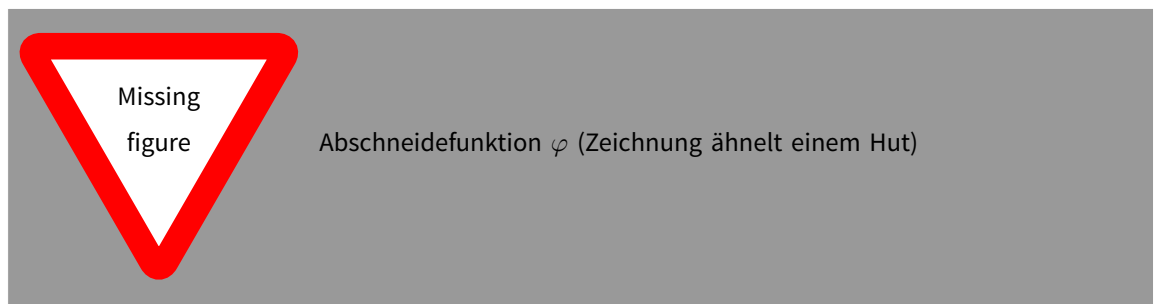 Missing
figure
Abschneidefunktion φ (Zeichnung ähnelt einem Hut)